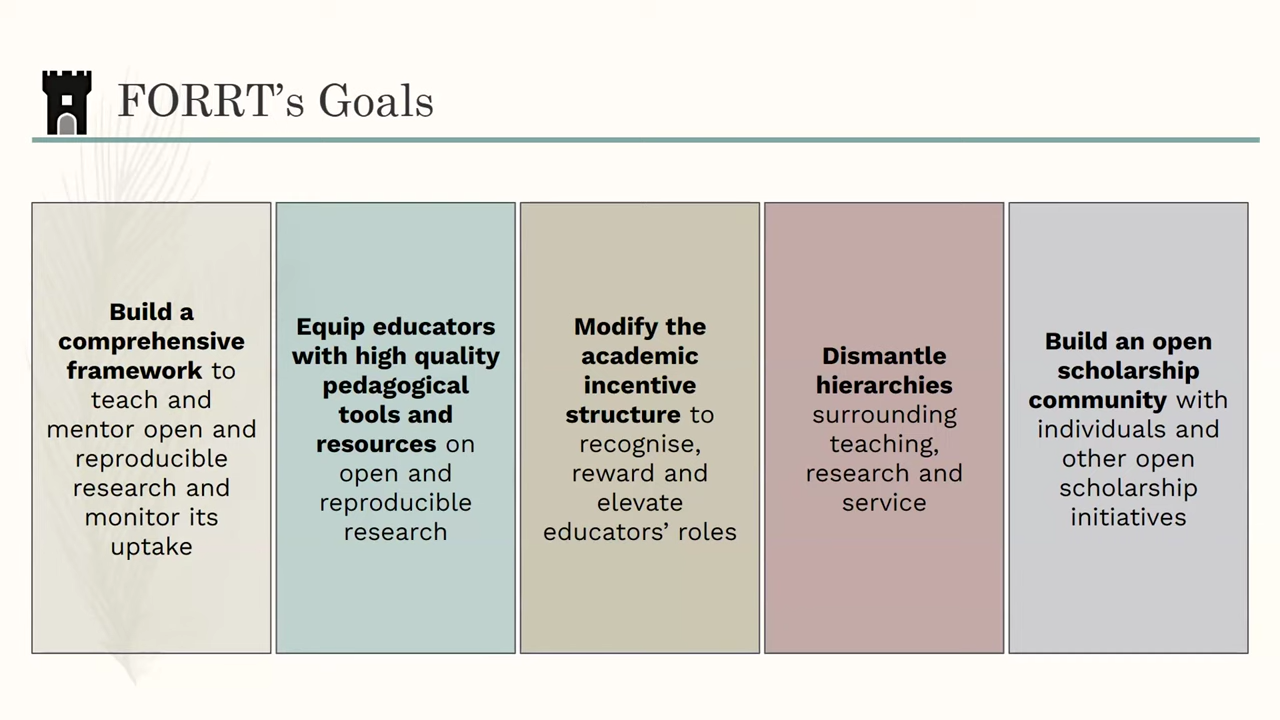 FORRT's Goals
Build a
comprehensive
framework to
teach and
mentor open and
reproducible
research and
monitor its
uptake
Equip educators
with high quality
pedagogical
tools and
resources on
open and
reproducible
research
Modify the
academic
incentive
structure to
recognise,
reward and
elevate
educators’ roles
Dismantle
hierarchies
surrounding
teaching,
research and
service
Build an open
scholarship
community with
individuals and
other open
scholarship
initiatives